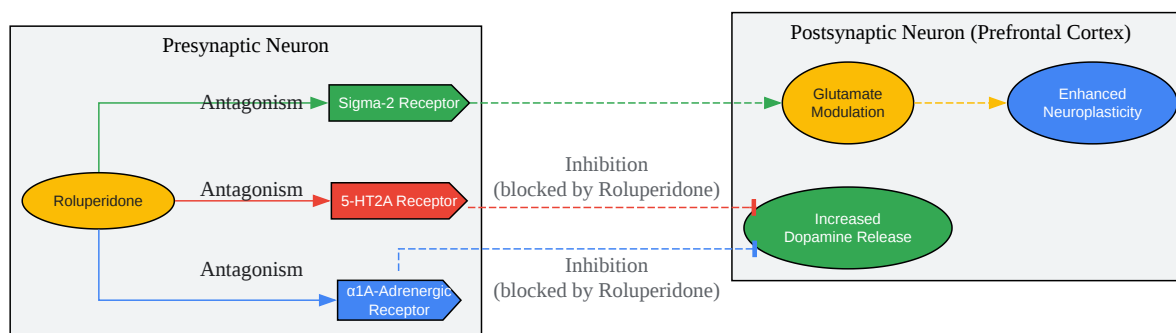 Presynaptic Neuron
Postsynaptic Neuron (Prefrontal Cortex)
Antagonism
Sigma-2 Receptor
Glutamate
Modulation
Enhanced
Neuroplasticity
Roluperidone
Antagonism
5-HT2A Receptor
Inhibition
(blocked by Roluperidone)
Increased
Dopamine Release
Antagonism
α1A-Adrenergic
Receptor
Inhibition
(blocked by Roluperidone)